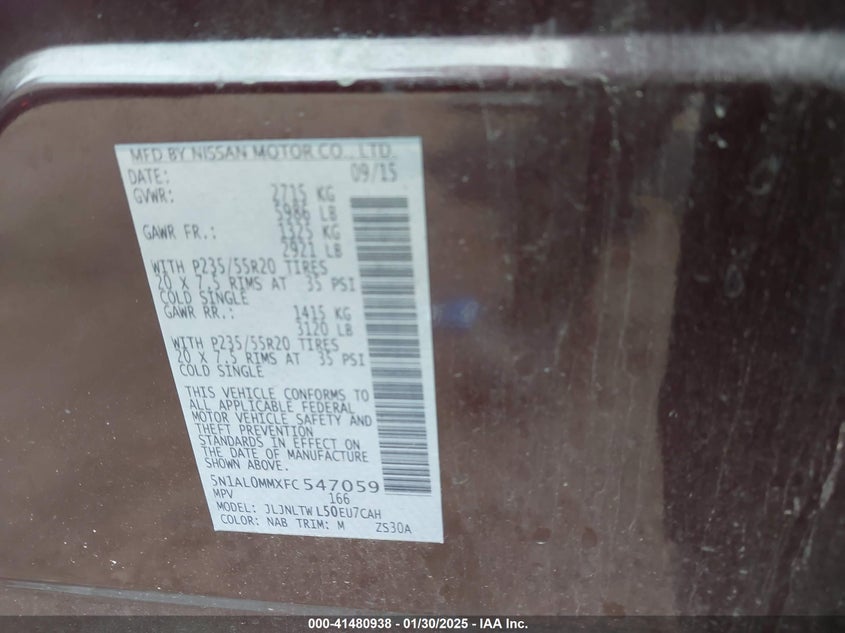 MFD BY NISSAN MOTOR CO., LTD.
DATE: 09/15
GVWR: 2715 KG
5986 LB
GAWR FR.: 1325 KG
2921 LB
WITH P235/55R20 TIRES
20 X 7.5 RIMS AT 35 PSI
COLD SINGLE
GAWR RR.: 1415 KG
3120 LB
WITH P235/55R20 TIRES
20 X 7.5 RIMS AT 35 PSI
COLD SINGLE
THIS VEHICLE CONFORMS TO
ALL APPLICABLE FEDERAL
MOTOR VEHICLE SAFETY AND
THEFT PREVENTION
STANDARDS IN EFFECT ON
THE DATE OF MANUFACTURE
SHOWN ABOVE.
5N1AL0MMXFC547059
MPV 166
MODEL: JLJNLTWL50EU7CAH
COLOR: NAB TRIM: M ZS30A
000-41480938 - 01/30/2025 - IAA Inc.